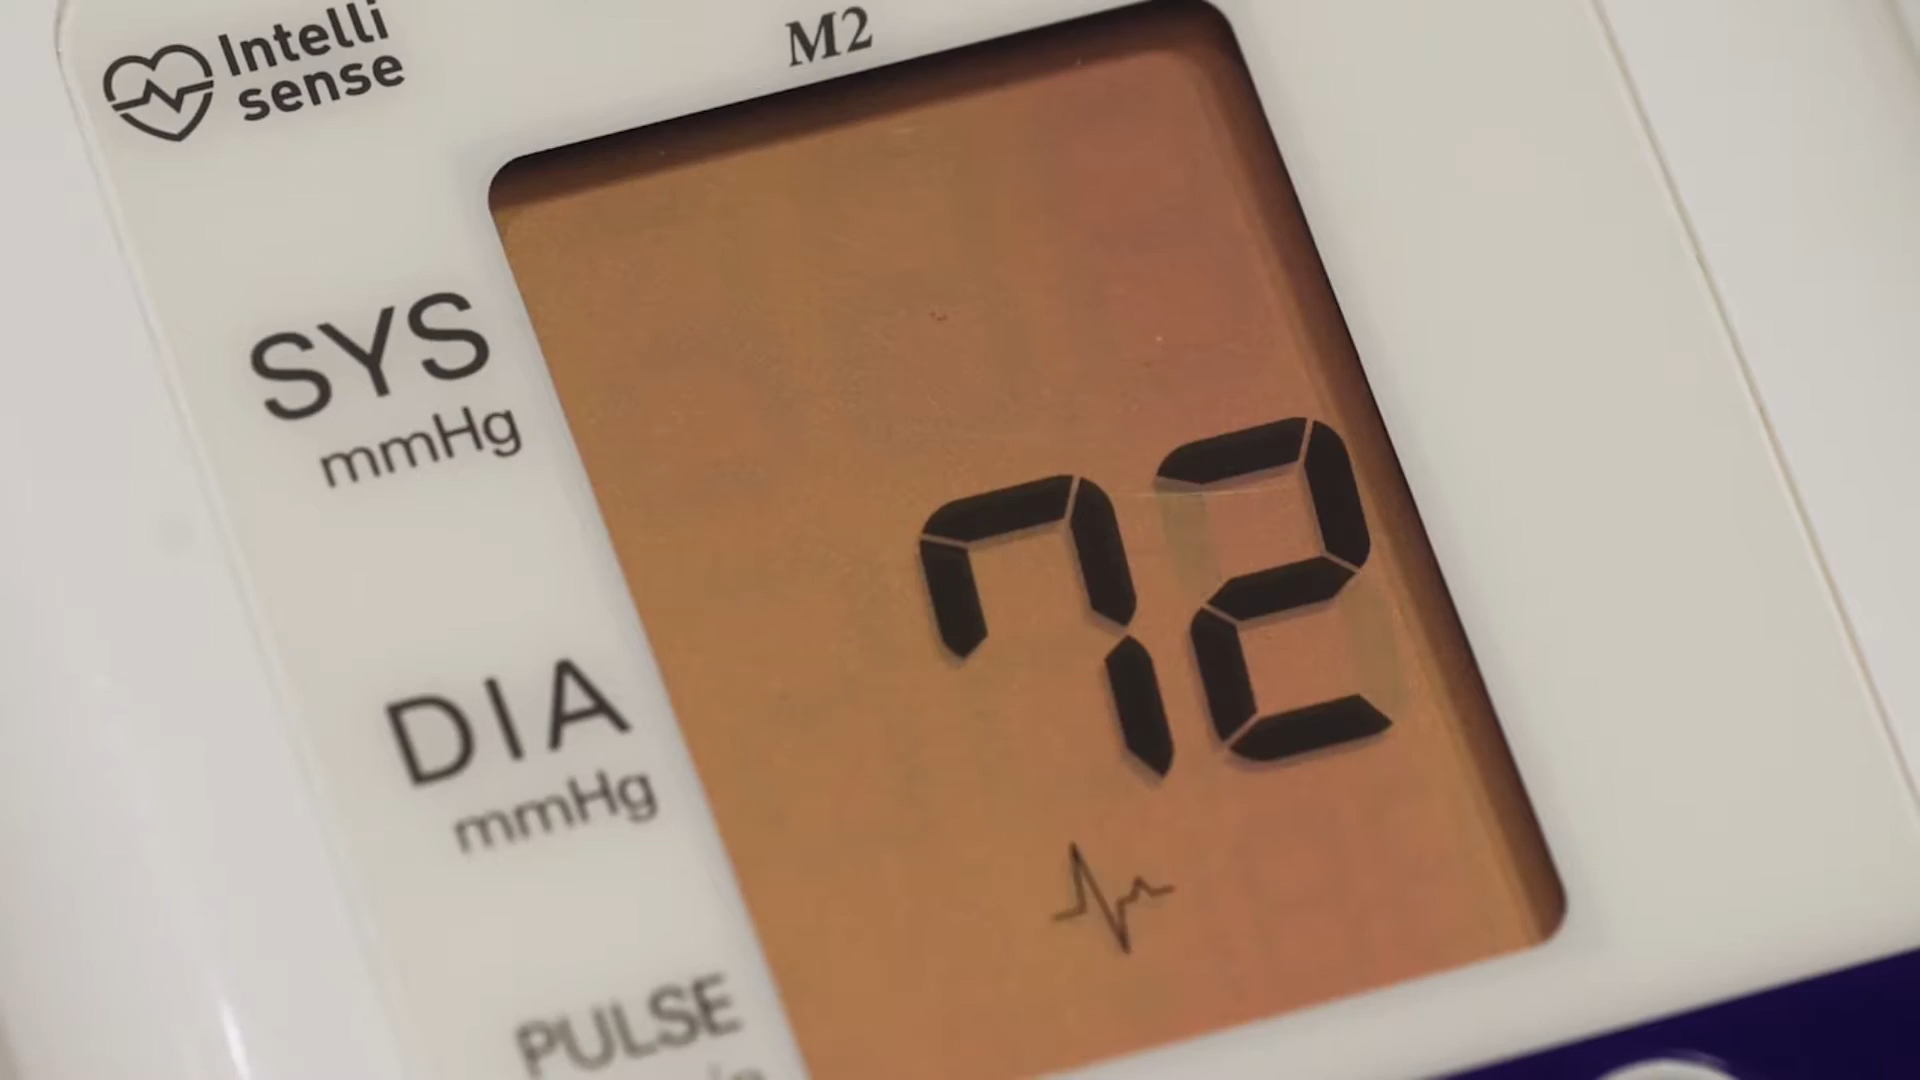 Intelli
sense
M2
SYS
mmHg
72
DIA
mmHg
PULSE